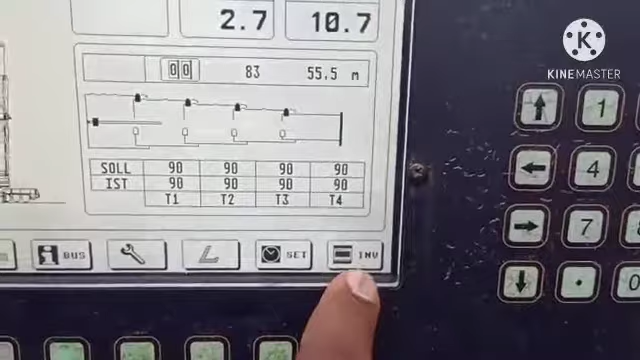 2.7 10.7
K
KINEMASTER
00 83 55.5 m
SOLL 90 90 90 90
IST 90 90 90 90
T1 T2 T3 T4
BUS SET INV
1
4
7
. 0